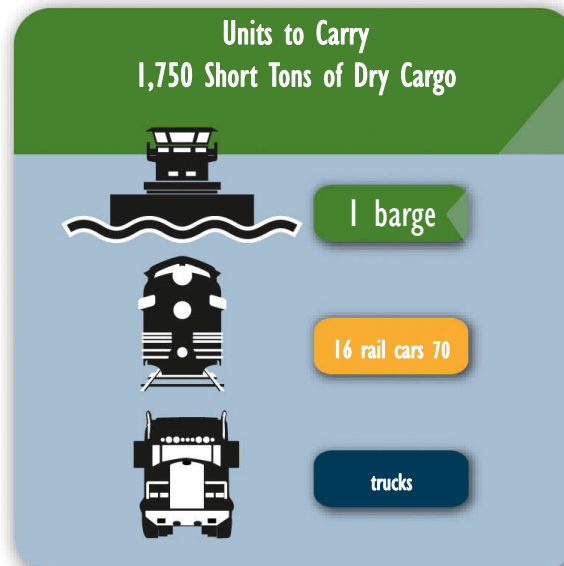 Units to Carry
1,750 Short Tons of Dry Cargo
1 barge
16 rail cars 70
trucks